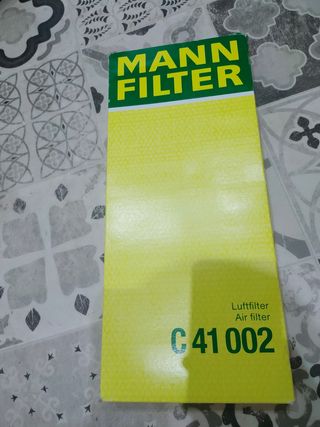 MANN
FILTER
Luftfilter
Air filter
C 41 002